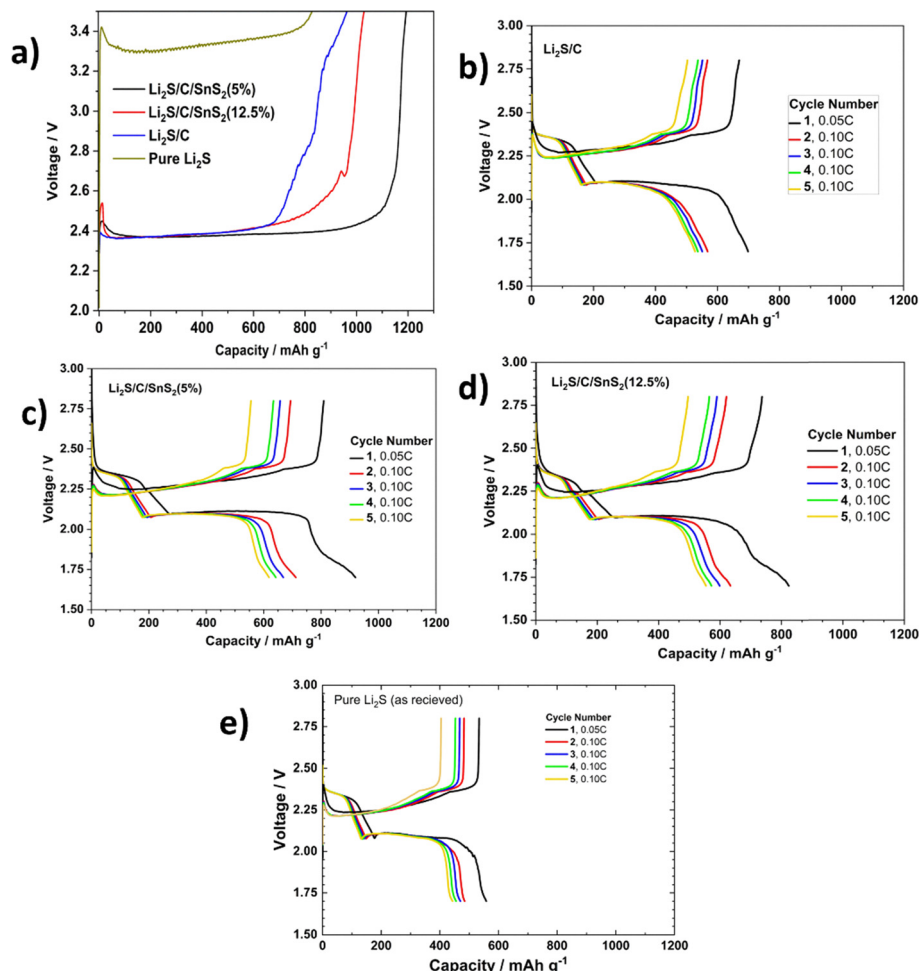 a)
3.4
3.2
3.0
2.8
2.6
2.4
2.2
2.0
Voltage / V
Li₂S/C/SnS₂(5%)
Li₂S/C/SnS₂(12.5%)
Li₂S/C
Pure Li₂S
0 200 400 600 800 1000 1200
Capacity / mAh g⁻¹
b)
3.00
2.75
2.50
2.25
2.00
1.75
1.50
Voltage / V
Li₂S/C
Cycle Number
1, 0.05C
2, 0.10C
3, 0.10C
4, 0.10C
5, 0.10C
0 200 400 600 800 1000 1200
Capacity / mAh g⁻¹
c)
3.00
2.75
2.50
2.25
2.00
1.75
1.50
Voltage / V
Li₂S/C/SnS₂(5%)
Cycle Number
1, 0.05C
2, 0.10C
3, 0.10C
4, 0.10C
5, 0.10C
0 200 400 600 800 1000 1200
Capacity / mAh g⁻¹
d)
3.00
2.75
2.50
2.25
2.00
1.75
1.50
Voltage / V
Li₂S/C/SnS₂(12.5%)
Cycle Number
1, 0.05C
2, 0.10C
3, 0.10C
4, 0.10C
5, 0.10C
0 200 400 600 800 1000 1200
Capacity / mAh g⁻¹
e)
3.00
2.75
2.50
2.25
2.00
1.75
1.50
Voltage / V
Pure Li₂S (as recieved)
Cycle Number
1, 0.05C
2, 0.10C
3, 0.10C
4, 0.10C
5, 0.10C
0 200 400 600 800 1000 1200
Capacity / mAh g⁻¹